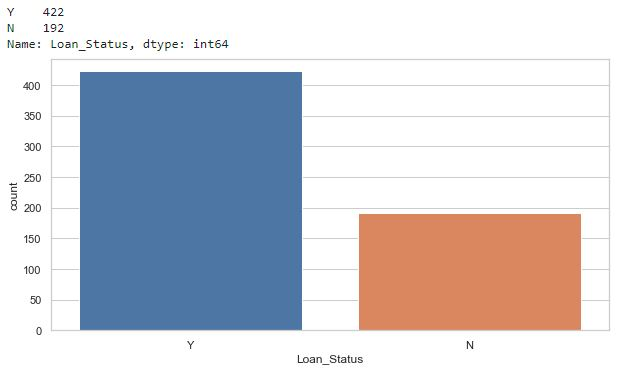 Y    422
N    192
Name: Loan_Status, dtype: int64
400
350
300
250
200
150
100
50
0
count
Y
N
Loan_Status